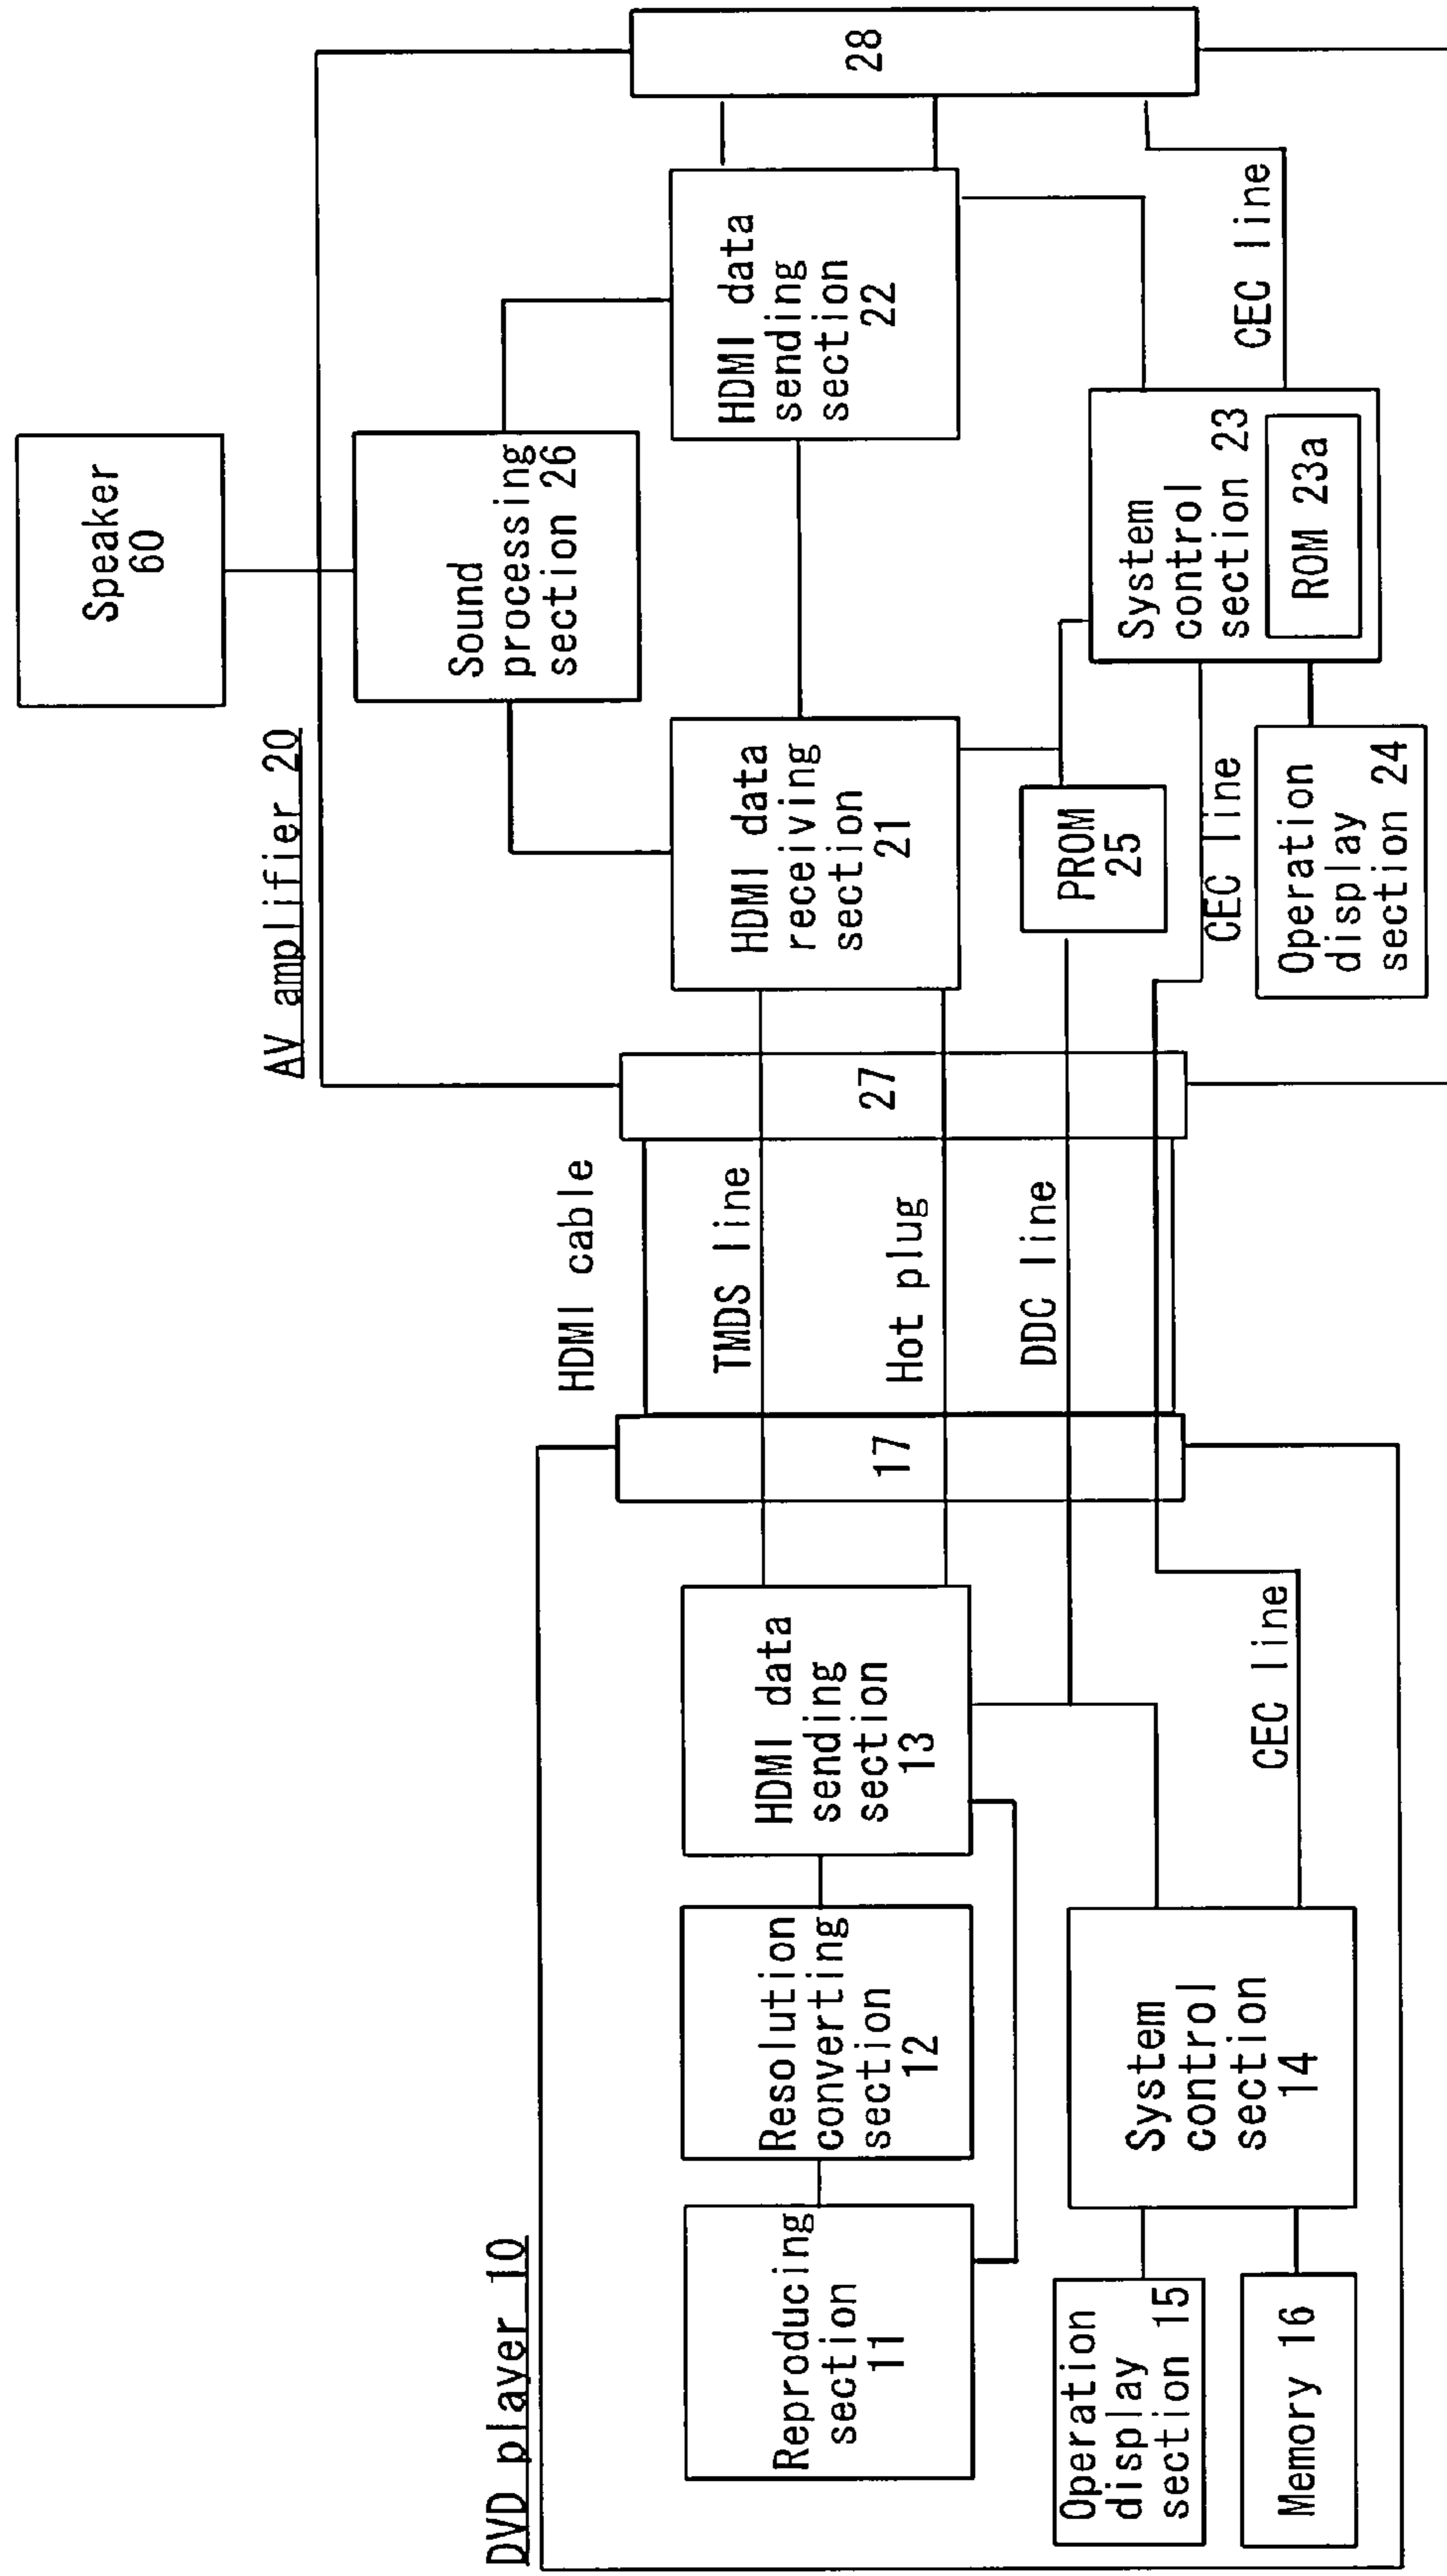 DVD player 10
Reproducing
section
11
Resolution
converting
section
12
HDMI data
sending
section
13
Operation
display
section 15
Memory 16
System
control
section
14
CEC line
17
HDMI cable
TMDS line
Hot plug
DDC line
27
AV amplifier 20
Speaker
60
Sound
processing
section 26
HDMI data
receiving
section
21
HDMI data
sending
section
22
PROM
25
CEC line
Operation
display
section 24
System
control
section 23
ROM 23a
CEC line
28